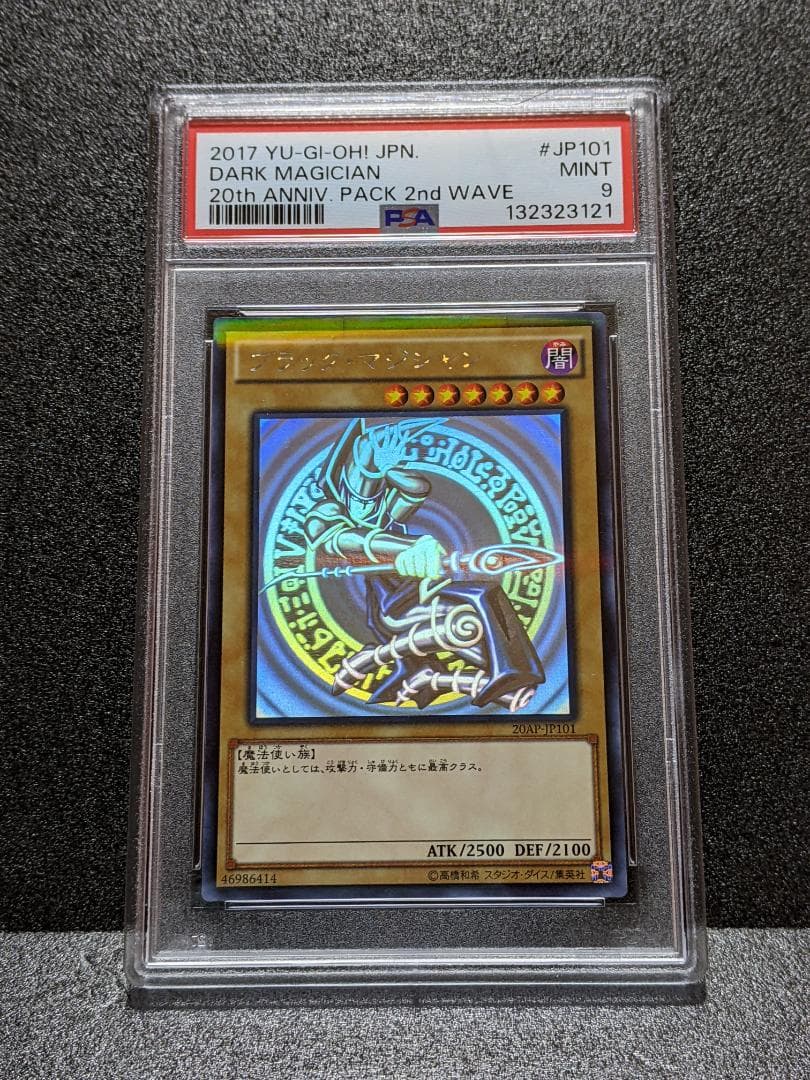 2017 YU-GI-OH! JPN. #JP101
DARK MAGICIAN MINT
20th ANNIV. PACK 2nd WAVE 9
PSA 132323121
ブラック・マジシャン
闇
20AP-JP101
【魔法使い族】
魔法使いとしては、攻撃力・守備力ともに最高クラス。
ATK/2500 DEF/2100
46986414 ©高橋和希 スタジオ・ダイス/集英社